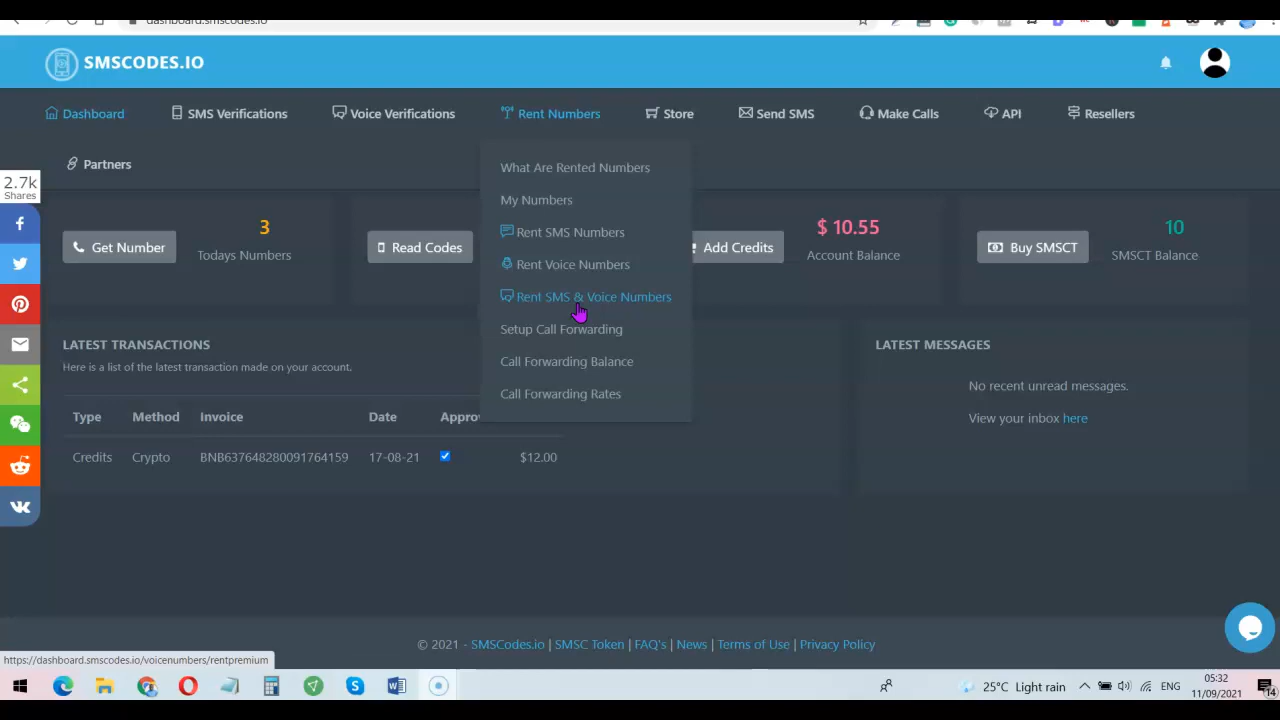 dashboard.smscodes.io
SMSCODES.IO
Dashboard SMS Verifications Voice Verifications Rent Numbers Store Send SMS Make Calls API Resellers
Partners
What Are Rented Numbers
My Numbers
Rent SMS Numbers
Rent Voice Numbers
Rent SMS & Voice Numbers
Setup Call Forwarding
Call Forwarding Balance
Call Forwarding Rates
2.7k
Shares
Get Number
3
Todays Numbers
Read Codes
Add Credits
$ 10.55
Account Balance
Buy SMSCT
10
SMSCT Balance
LATEST TRANSACTIONS
Here is a list of the latest transaction made on your account.
Type Method Invoice Date Approv
Credits Crypto BNB637648280091764159 17-08-21 $12.00
LATEST MESSAGES
No recent unread messages.
View your inbox here
© 2021 - SMSCodes.io | SMSC Token | FAQ's | News | Terms of Use | Privacy Policy
https://dashboard.smscodes.io/voicenumbers/rentpremium
25°C Light rain ENG
05:32
11/09/2021
14